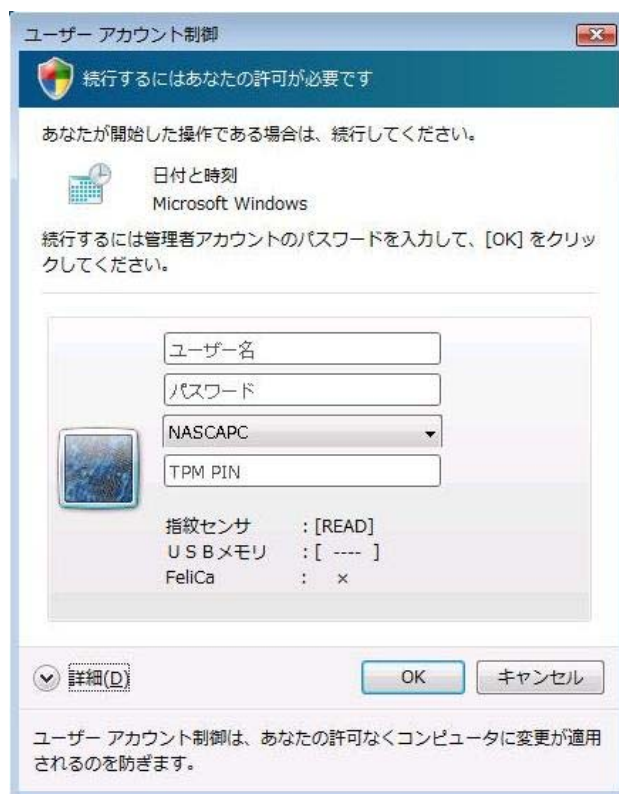 ユーザー アカウント制御
続行するにはあなたの許可が必要です
あなたが開始した操作である場合は、続行してください。
日付と時刻
Microsoft Windows
続行するには管理者アカウントのパスワードを入力して、[OK] をクリッ
クしてください。
ユーザー名
パスワード
NASCAPC
TPM PIN
指紋センサ : [READ]
ＵＳＢメモリ : [ ---- ]
FeliCa : ×
詳細(D)
OK
キャンセル
ユーザー アカウント制御は、あなたの許可なくコンピュータに変更が適用
されるのを防ぎます。